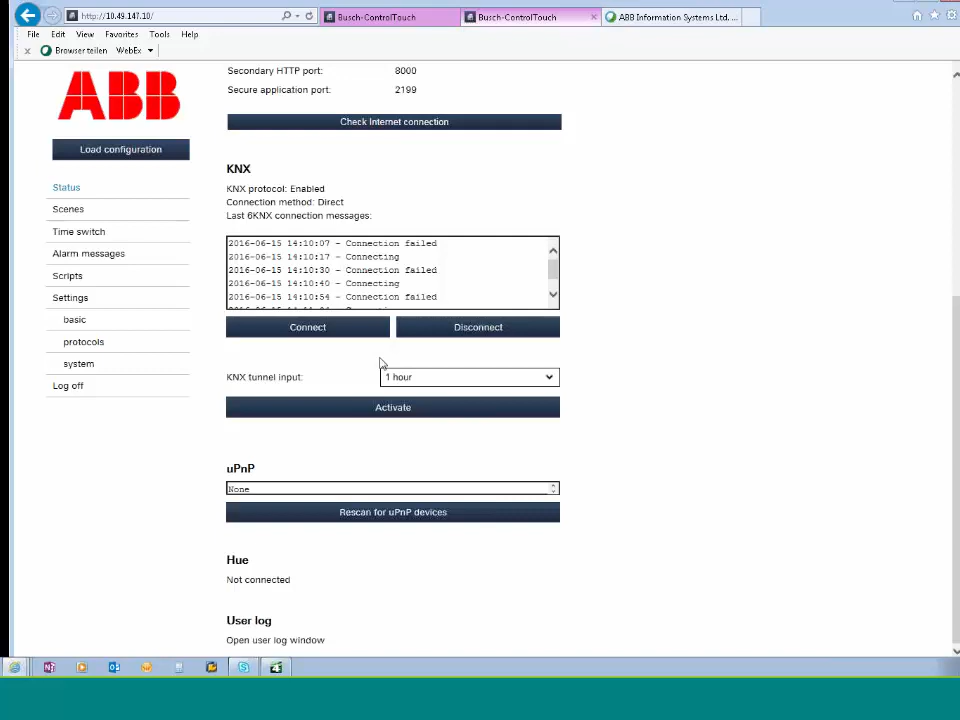 http://10.49.147.10/
Busch-ControlTouch
Busch-ControlTouch
ABB Information Systems Ltd. ...
File Edit View Favorites Tools Help
x Browser teilen WebEx
ABB
Load configuration
Status
Scenes
Time switch
Alarm messages
Scripts
Settings
basic
protocols
system
Log off
Secondary HTTP port: 8000
Secure application port: 2199
Check Internet connection
KNX
KNX protocol: Enabled
Connection method: Direct
Last 6KNX connection messages:
2016-06-15 14:10:07 - Connection failed
2016-06-15 14:10:17 - Connecting
2016-06-15 14:10:30 - Connection failed
2016-06-15 14:10:40 - Connecting
2016-06-15 14:10:54 - Connection failed
Connect Disconnect
KNX tunnel input: 1 hour
Activate
uPnP
None
Rescan for uPnP devices
Hue
Not connected
User log
Open user log window